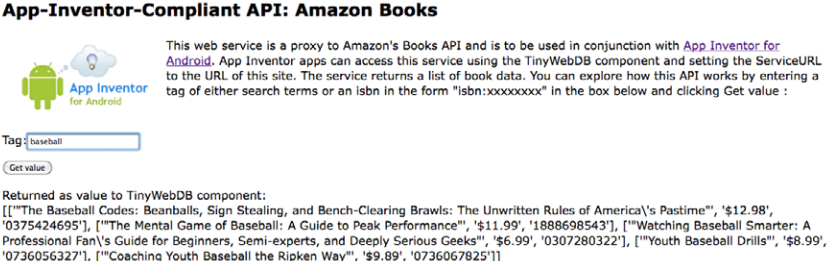 App-Inventor-Compliant API: Amazon Books
App Inventor
for Android
This web service is a proxy to Amazon's Books API and is to be used in conjunction with App Inventor for
Android. App Inventor apps can access this service using the TinyWebDB component and setting the ServiceURL
to the URL of this site. The service returns a list of book data. You can explore how this API works by entering a
tag of either search terms or an isbn in the form "isbn:xxxxxxxx" in the box below and clicking Get value :
Tag: baseball
Get value
Returned as value to TinyWebDB component:
[['"The Baseball Codes: Beanballs, Sign Stealing, and Bench-Clearing Brawls: The Unwritten Rules of America\'s Pastime"', '$12.98',
'0375424695'], ['"The Mental Game of Baseball: A Guide to Peak Performance"', '$11.99', '1888698543'], ['"Watching Baseball Smarter: A
Professional Fan\'s Guide for Beginners, Semi-experts, and Deeply Serious Geeks"', '$6.99', '0307280322'], ['"Youth Baseball Drills"', '$8.99',
'0736056327'], ['"Coaching Youth Baseball the Ripken Way"', '$9.89', '0736067825']]